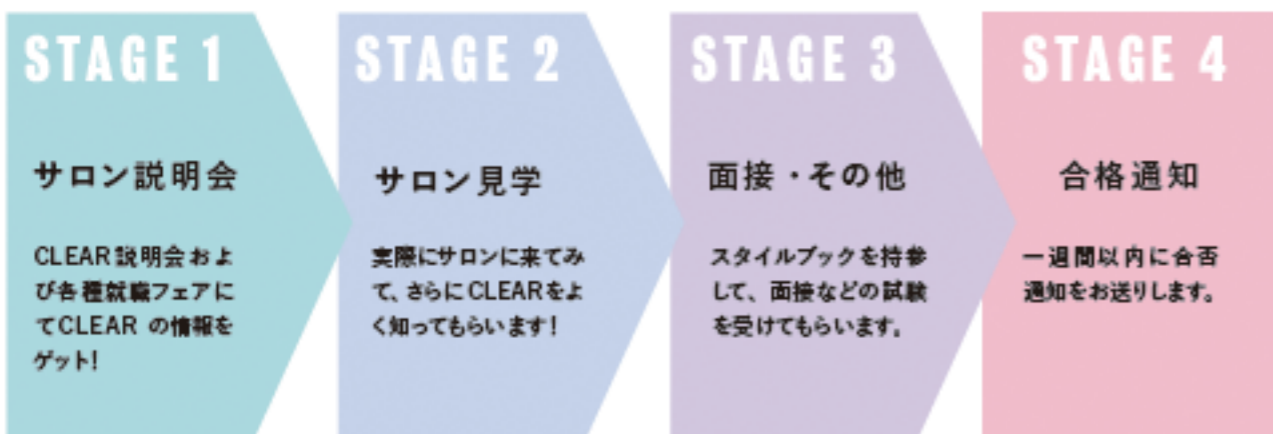 STAGE 1
サロン説明会
CLEAR説明会およ
び各種就職フェアに
てCLEAR の情報を
ゲット!
STAGE 2
サロン見学
実際にサロンに来てみ
て、さらにCLEARをよ
く知ってもらいます!
STAGE 3
面接・その他
スタイルブックを持参
して、面接などの試験
を受けてもらいます。
STAGE 4
合格通知
一週間以内に合否
通知をお送りします。